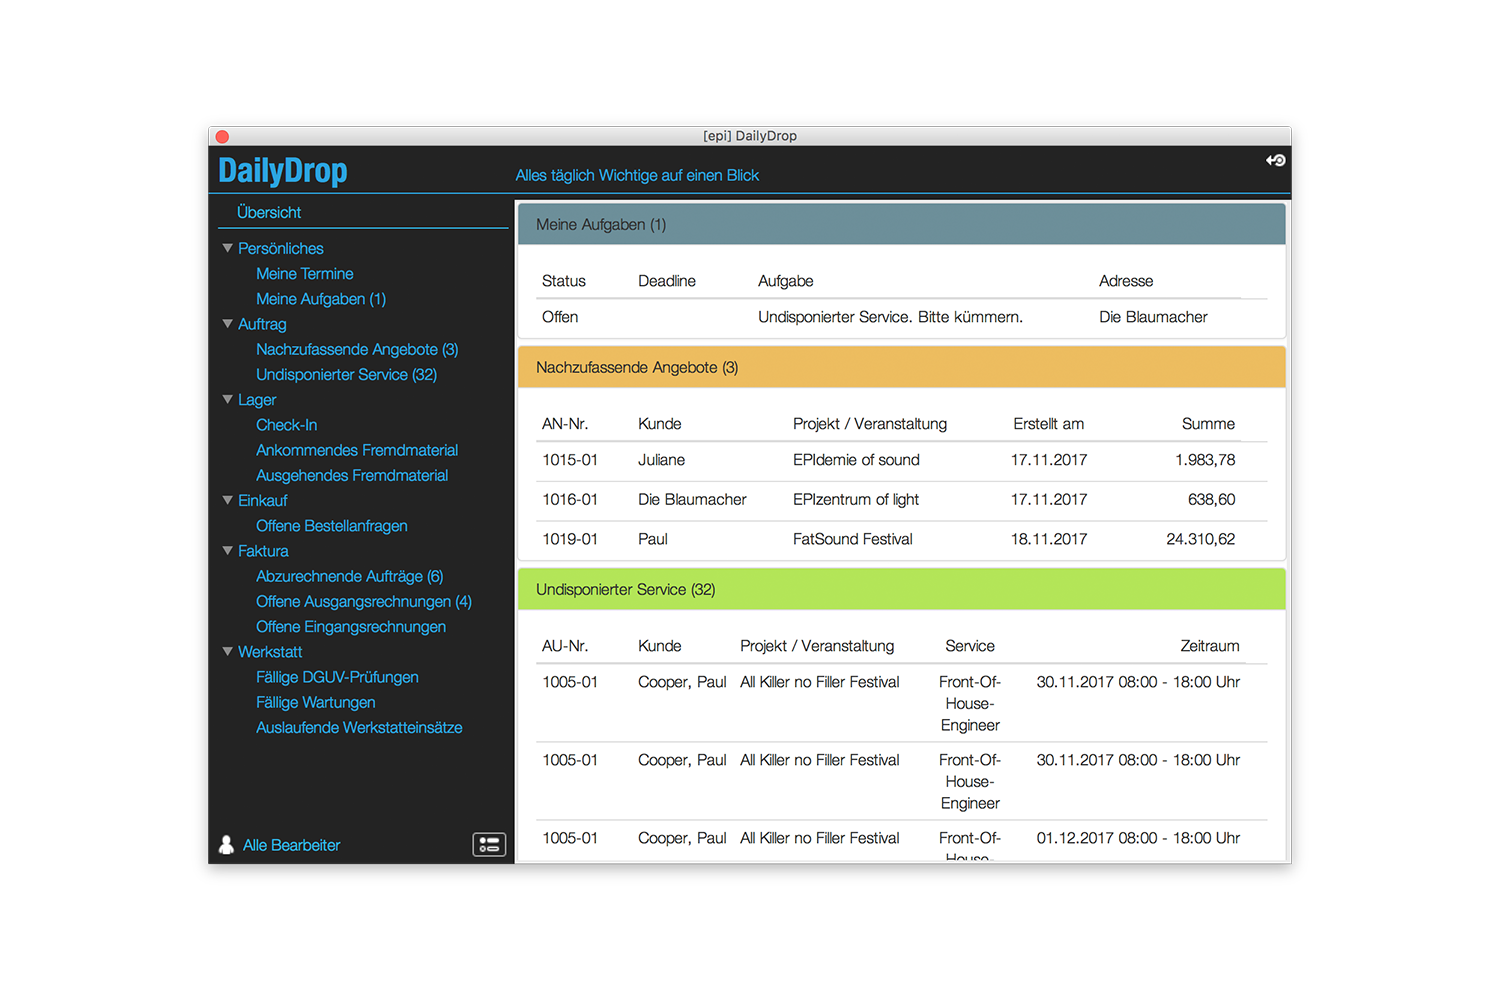 [epi] DailyDrop
DailyDrop
Alles täglich Wichtige auf einen Blick
Übersicht
Persönliches
Meine Termine
Meine Aufgaben (1)
Auftrag
Nachzufassende Angebote (3)
Undisponierter Service (32)
Lager
Check-In
Ankommendes Fremdmaterial
Ausgehendes Fremdmaterial
Einkauf
Offene Bestellanfragen
Faktura
Abzurechnende Aufträge (6)
Offene Ausgangsrechnungen (4)
Offene Eingangsrechnungen
Werkstatt
Fällige DGUV-Prüfungen
Fällige Wartungen
Auslaufende Werkstatteinsätze
Alle Bearbeiter
Meine Aufgaben (1)
Status Deadline Aufgabe Adresse
Offen Undisponierter Service. Bitte kümmern. Die Blaumacher
Nachzufassende Angebote (3)
AN-Nr. Kunde Projekt / Veranstaltung Erstellt am Summe
1015-01 Juliane EPIdemie of sound 17.11.2017 1.983,78
1016-01 Die Blaumacher EPIzentrum of light 17.11.2017 638,60
1019-01 Paul FatSound Festival 18.11.2017 24.310,62
Undisponierter Service (32)
AU-Nr. Kunde Projekt / Veranstaltung Service Zeitraum
1005-01 Cooper, Paul All Killer no Filler Festival Front-Of- 30.11.2017 08:00 - 18:00 Uhr
House-
Engineer
1005-01 Cooper, Paul All Killer no Filler Festival Front-Of- 30.11.2017 08:00 - 18:00 Uhr
House-
Engineer
1005-01 Cooper, Paul All Killer no Filler Festival Front-Of- 01.12.2017 08:00 - 18:00 Uhr
House-